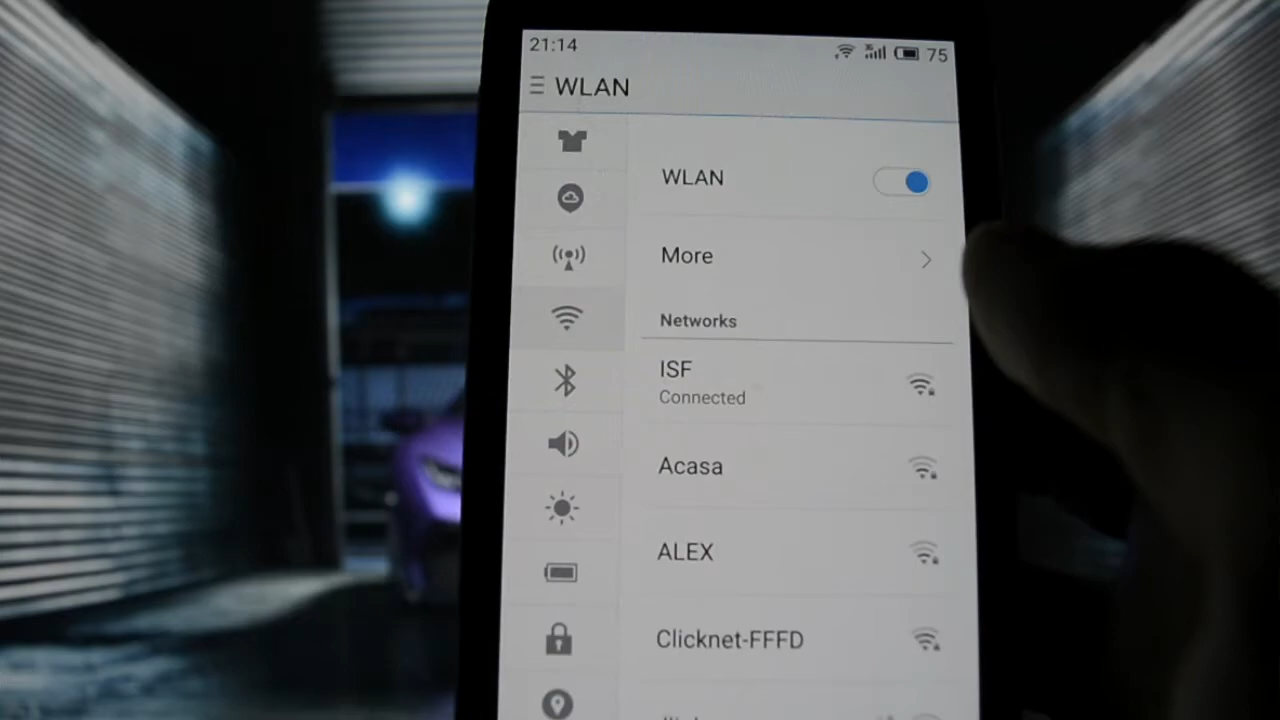 21:14
75
WLAN
WLAN
More
Networks
ISF
Connected
Acasa
ALEX
Clicknet-FFFD